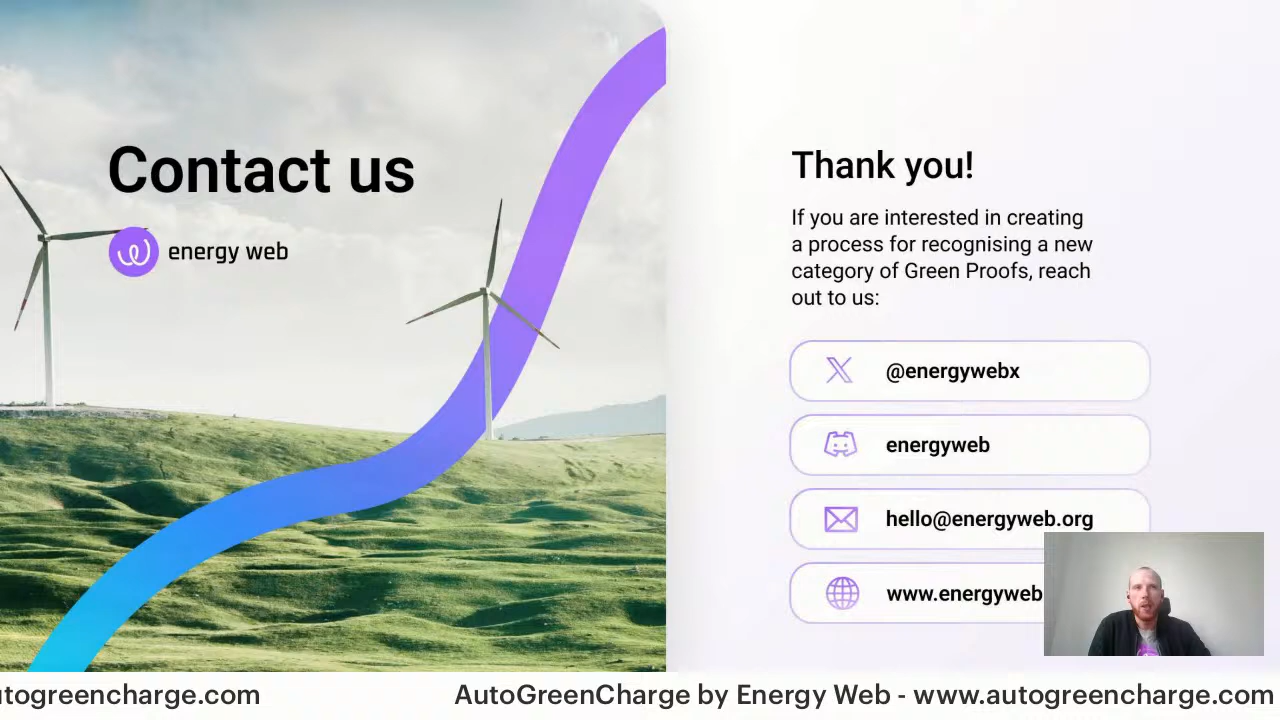 Contact us
energy web
Thank you!
If you are interested in creating
a process for recognising a new
category of Green Proofs, reach
out to us:
@energywebx
energyweb
hello@energyweb.org
www.energyweb
utogreencharge.com
AutoGreenCharge by Energy Web - www.autogreencharge.com